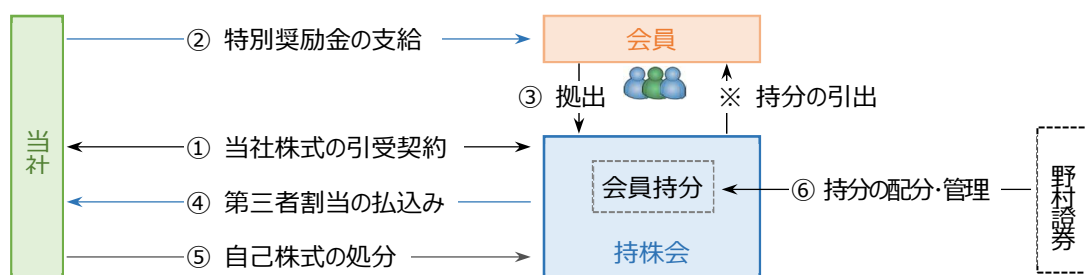 ② 特別奨励金の支給
会員
③ 拠出
※ 持分の引出
当社
① 当社株式の引受契約
会員持分
⑥ 持分の配分・管理
野村證券
④ 第三者割当の払込み
⑤ 自己株式の処分
持株会